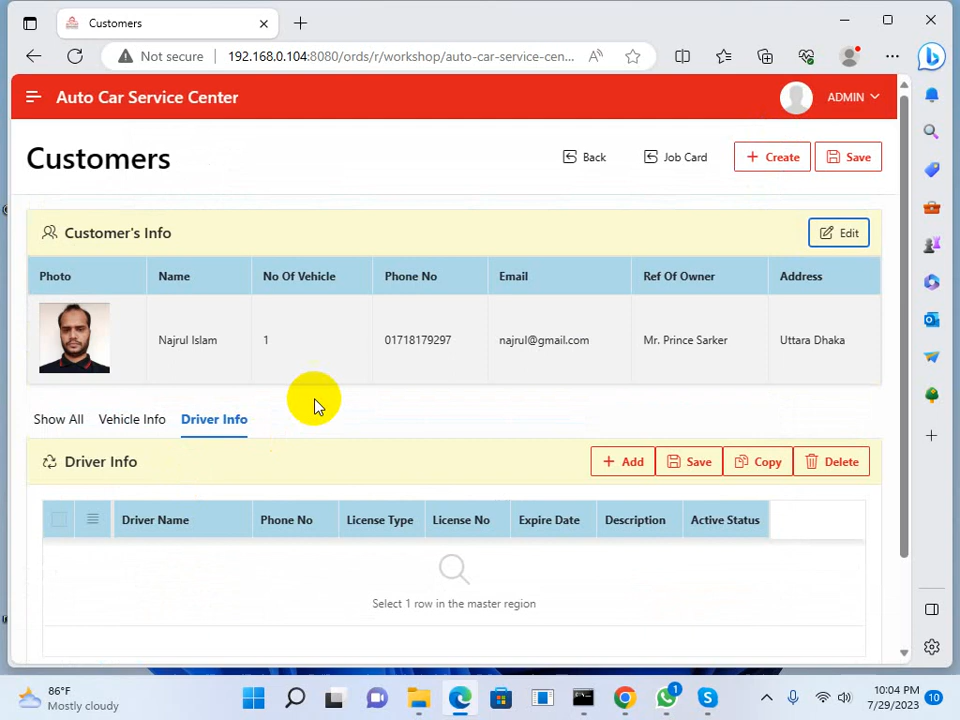 Customers
Not secure
192.168.0.104:8080/ords/r/workshop/auto-car-service-cen...
Auto Car Service Center
ADMIN
Customers
Back
Job Card
Create
Save
Customer's Info
Edit
Photo Name No Of Vehicle Phone No Email Ref Of Owner Address
Najrul Islam 1 01718179297 najrul@gmail.com Mr. Prince Sarker Uttara Dhaka
Show All Vehicle Info Driver Info
Driver Info
Add
Save
Copy
Delete
Driver Name Phone No License Type License No Expire Date Description Active Status
Select 1 row in the master region
86°F
Mostly cloudy
1
10:04 PM
7/29/2023
10